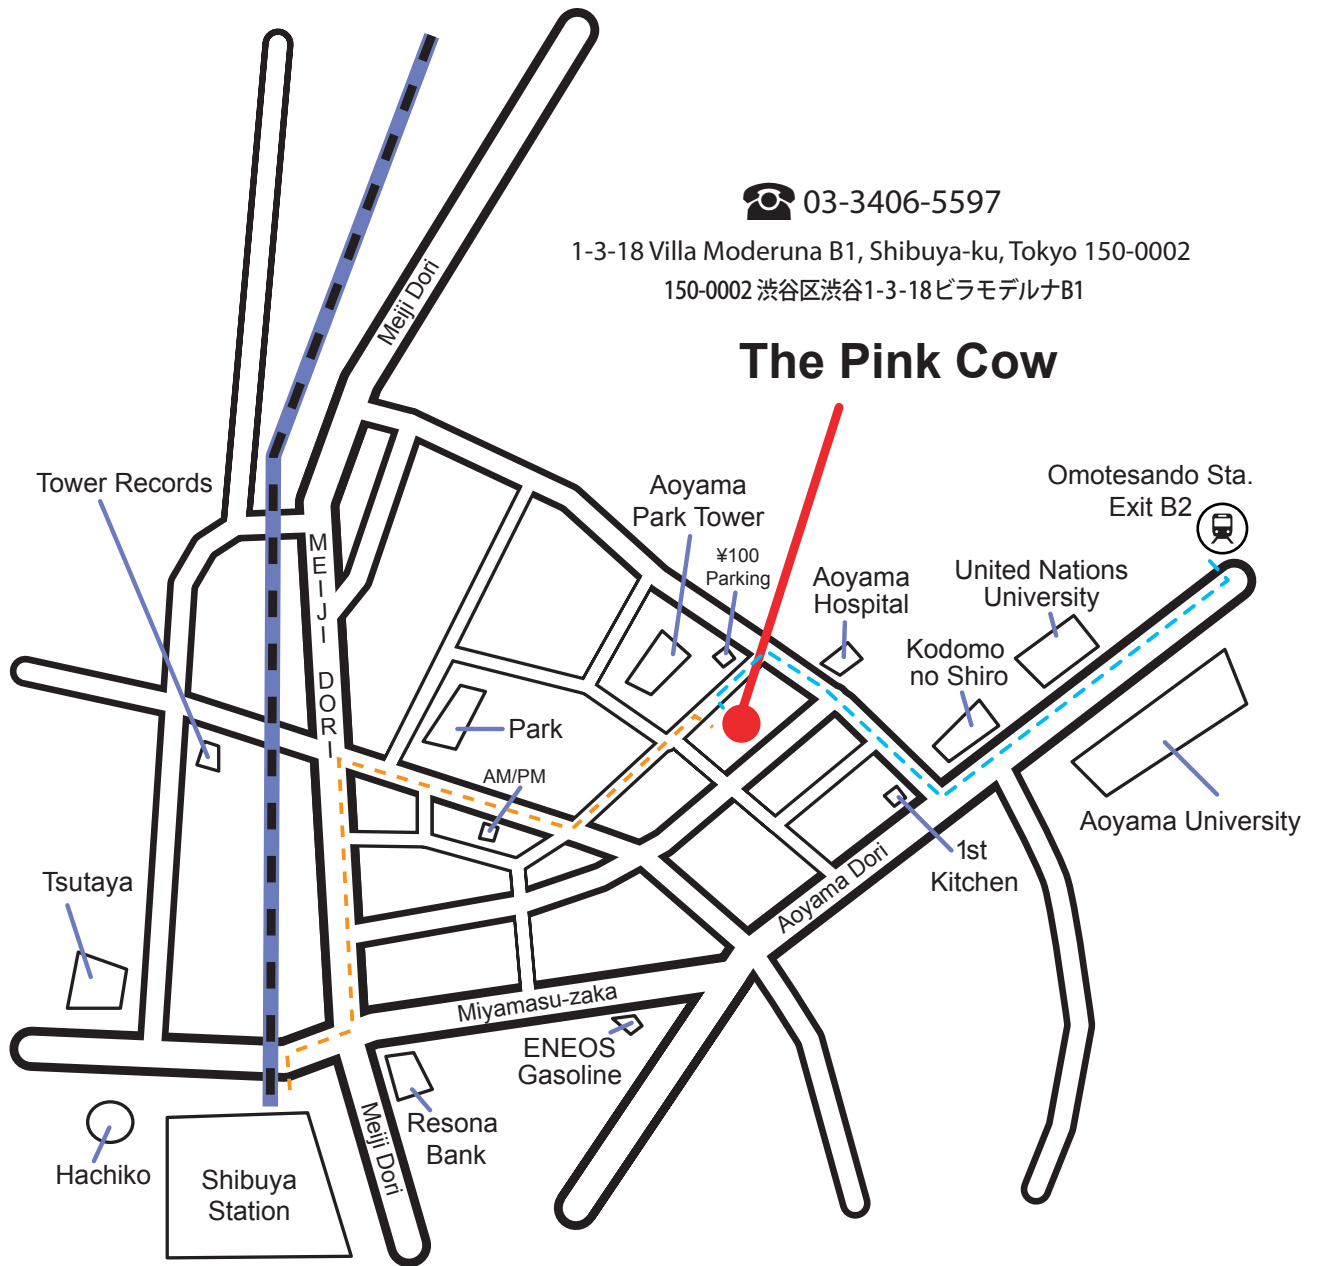 03-3406-5597
1-3-18 Villa Moderuna B1, Shibuya-ku, Tokyo 150-0002
150-0002 渋谷区渋谷1-3-18ビラモデルナB1
The Pink Cow
Meiji Dori
Tower Records
Aoyama
Park Tower
¥100
Parking
Omotesando Sta.
Exit B2
Aoyama
Hospital
United Nations
University
Kodomo
no Shiro
MEIJI DORI
Park
AM/PM
Aoyama University
1st
Kitchen
Aoyama Dori
Tsutaya
Miyamasu-zaka
ENEOS
Gasoline
Resona
Bank
Meiji Dori
Hachiko
Shibuya
Station